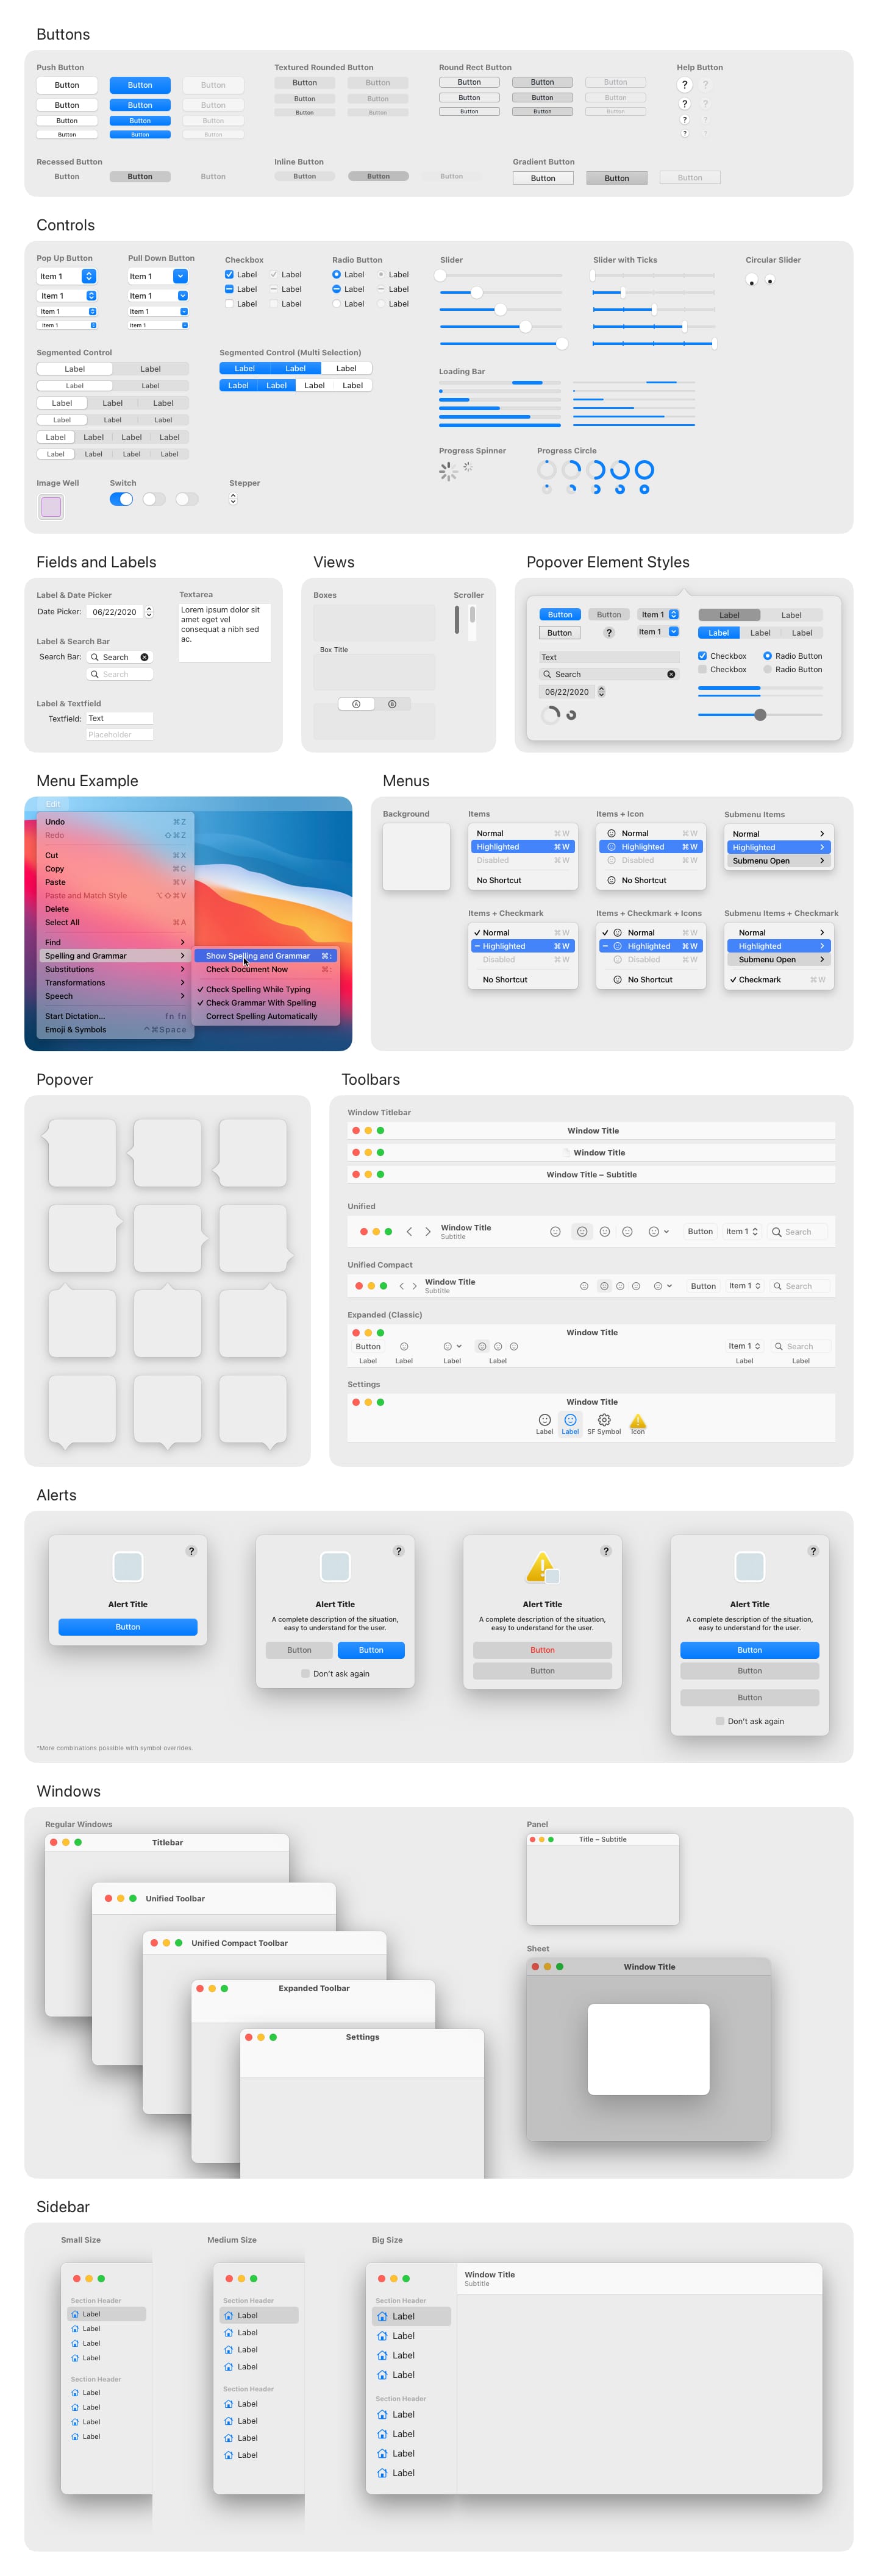 Buttons
Push Button
Textured Rounded Button
Round Rect Button
Help Button
Button Button Button
Button Button
Button Button Button
? ?
Button Button Button
Button Button
Button Button Button
? ?
Button Button Button
Button Button
Button Button Button
? ?
Button Button Button
? ?
Recessed Button
Inline Button
Gradient Button
Button Button Button
Button Button Button
Button Button Button
Controls
Pop Up Button
Pull Down Button
Checkbox
Radio Button
Slider
Slider with Ticks
Circular Slider
Item 1
Item 1
Item 1
Item 1
Item 1
Item 1
Item 1
Item 1
Label Label
Label Label
Label Label
Label Label
Label Label
Label Label
Segmented Control
Segmented Control (Multi Selection)
Label Label
Label Label
Label Label Label
Label Label Label
Label Label Label Label
Label Label Label Label
Label Label Label
Label Label Label Label
Loading Bar
Progress Spinner
Progress Circle
Image Well
Switch
Stepper
Fields and Labels
Label & Date Picker
Date Picker: 06/22/2020
Label & Search Bar
Search Bar: Search
Search
Label & Textfield
Textfield: Text
Placeholder
Textarea
Lorem ipsum dolor sit
amet eget vel
consequat a nibh sed
ac.
Views
Boxes
Scroller
Box Title
A B
Popover Element Styles
Button Button Item 1
Button ? Item 1
Text
Search
06/22/2020
Label Label
Label Label Label
Checkbox Radio Button
Checkbox Radio Button
Menu Example
Edit
Undo ⌘Z
Redo ⇧⌘Z
Cut ⌘X
Copy ⌘C
Paste ⌘V
Paste and Match Style ⌥⇧⌘V
Delete
Select All ⌘A
Find
Spelling and Grammar
Substitutions
Transformations
Speech
Start Dictation... fn fn
Emoji & Symbols ^⌘Space
Show Spelling and Grammar ⌘:
Check Document Now ⌘;
✓ Check Spelling While Typing
✓ Check Grammar With Spelling
Correct Spelling Automatically
Menus
Background
Items
Normal ⌘W
Highlighted ⌘W
Disabled ⌘W
No Shortcut
Items + Icon
Normal ⌘W
Highlighted ⌘W
Disabled ⌘W
No Shortcut
Submenu Items
Normal
Highlighted
Submenu Open
Items + Checkmark
✓ Normal ⌘W
– Highlighted ⌘W
Disabled ⌘W
No Shortcut
Items + Checkmark + Icons
✓ Normal ⌘W
– Highlighted ⌘W
Disabled ⌘W
No Shortcut
Submenu Items + Checkmark
Normal
Highlighted
Submenu Open
✓ Checkmark ⌘W
Popover
Toolbars
Window Titlebar
Window Title
Window Title
Window Title – Subtitle
Unified
Window Title
Subtitle
Button Item 1 Search
Unified Compact
Window Title
Subtitle
Button Item 1 Search
Expanded (Classic)
Window Title
Button Item 1 Search
Label Label Label Label Label Label
Settings
Window Title
Label Label SF Symbol Icon
Alerts
?
Alert Title
Button
?
Alert Title
A complete description of the situation,
easy to understand for the user.
Button Button
Don't ask again
?
Alert Title
A complete description of the situation,
easy to understand for the user.
Button
Button
?
Alert Title
A complete description of the situation,
easy to understand for the user.
Button
Button
Button
Don't ask again
*More combinations possible with symbol overrides.
Windows
Regular Windows
Titlebar
Unified Toolbar
Unified Compact Toolbar
Expanded Toolbar
Settings
Panel
Title – Subtitle
Sheet
Window Title
Sidebar
Small Size
Section Header
Label
Label
Label
Label
Section Header
Label
Label
Label
Label
Medium Size
Section Header
Label
Label
Label
Label
Section Header
Label
Label
Label
Label
Big Size
Section Header
Label
Label
Label
Label
Section Header
Label
Label
Label
Label
Window Title
Subtitle